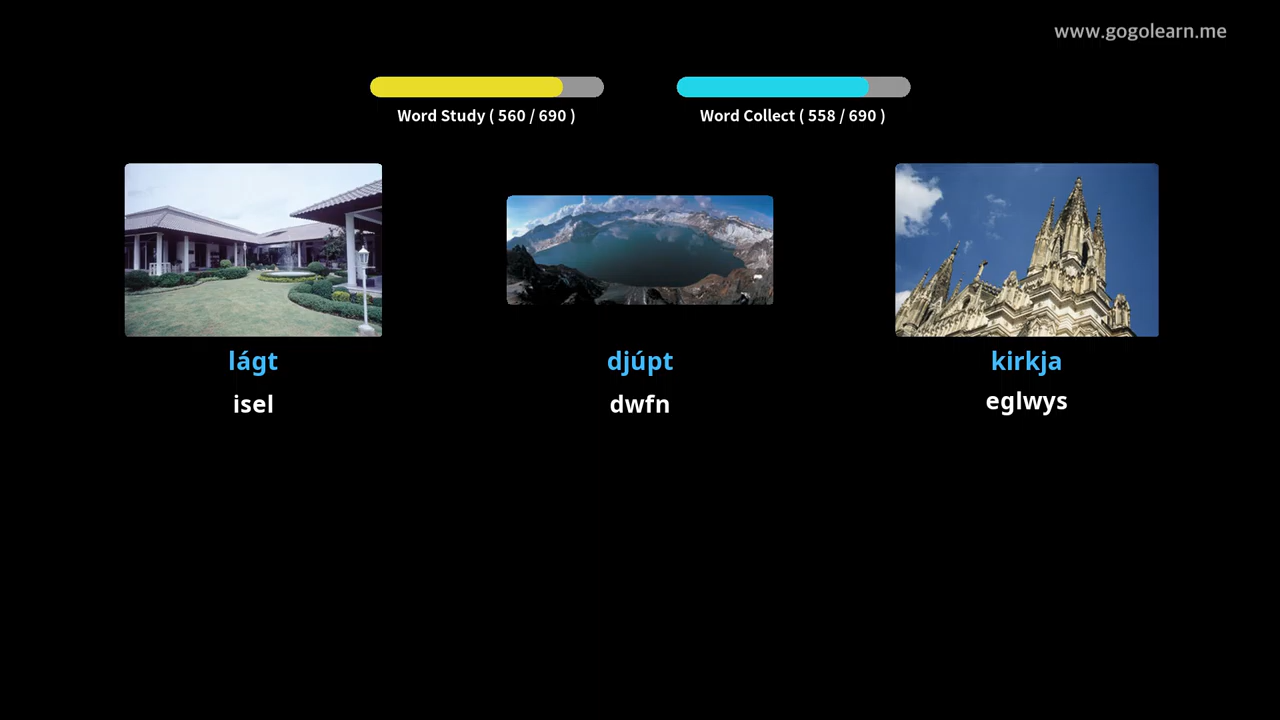 www.gogolearn.me
Word Study ( 560 / 690 )
Word Collect ( 558 / 690 )
lágt
isel
djúpt
dwfn
kirkja
eglwys